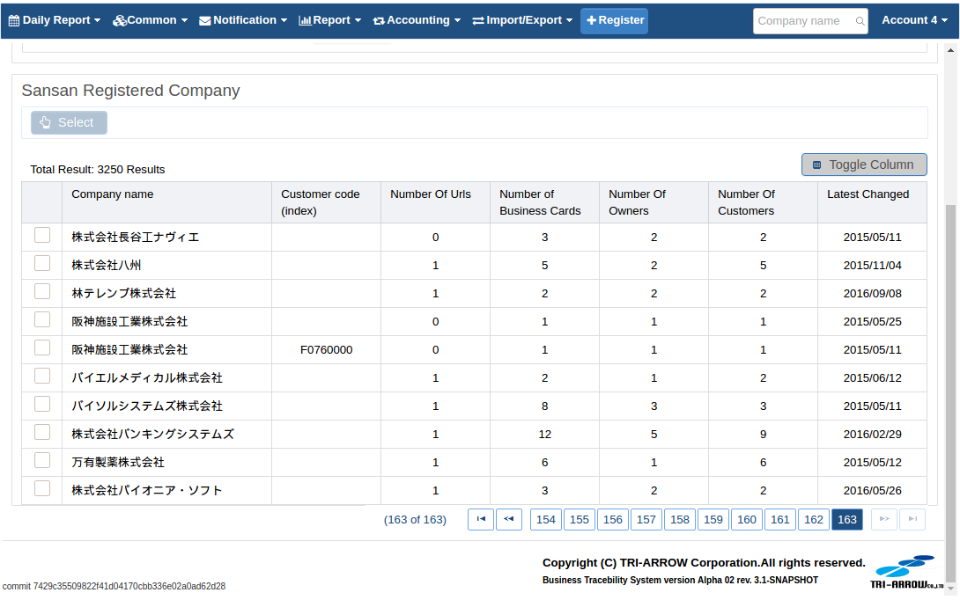 Daily Report Common Notification Report Accounting Import/Export Register Company name Account 4
Sansan Registered Company
Select
Total Result: 3250 Results
Toggle Column
Company name Customer code (index) Number Of Urls Number of Business Cards Number Of Owners Number Of Customers Latest Changed
株式会社長谷工ナヴィエ 0 3 2 2 2015/05/11
株式会社八州 1 5 2 5 2015/11/04
林テレンプ株式会社 1 2 2 2 2016/09/08
阪神施設工業株式会社 0 1 1 1 2015/05/25
阪神施設工業株式会社 F0760000 0 1 1 1 2015/05/11
バイエルメディカル株式会社 1 2 1 2 2015/06/12
バイソルシステムズ株式会社 1 8 3 3 2015/05/11
株式会社バンキングシステムズ 1 12 5 9 2016/02/29
万有製薬株式会社 1 6 1 6 2015/05/12
株式会社パイオニア・ソフト 1 3 2 2 2016/05/26
(163 of 163) 154 155 156 157 158 159 160 161 162 163
Copyright (C) TRI-ARROW Corporation.All rights reserved.
Business Tracebility System version Alpha 02 rev. 3.1-SNAPSHOT
TRI-ARROW Co.,LTD
commit 7429c35509822f41d04170cbb336e02a0ad62d28